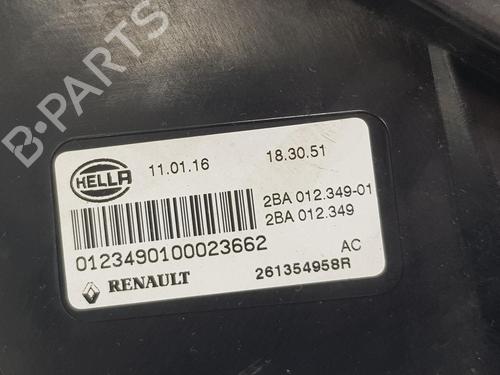 B-PARTS
HELLA
11.01.16 18.30.51
2BA 012.349-01
2BA 012.349
0123490100023662
AC
RENAULT 261354958R